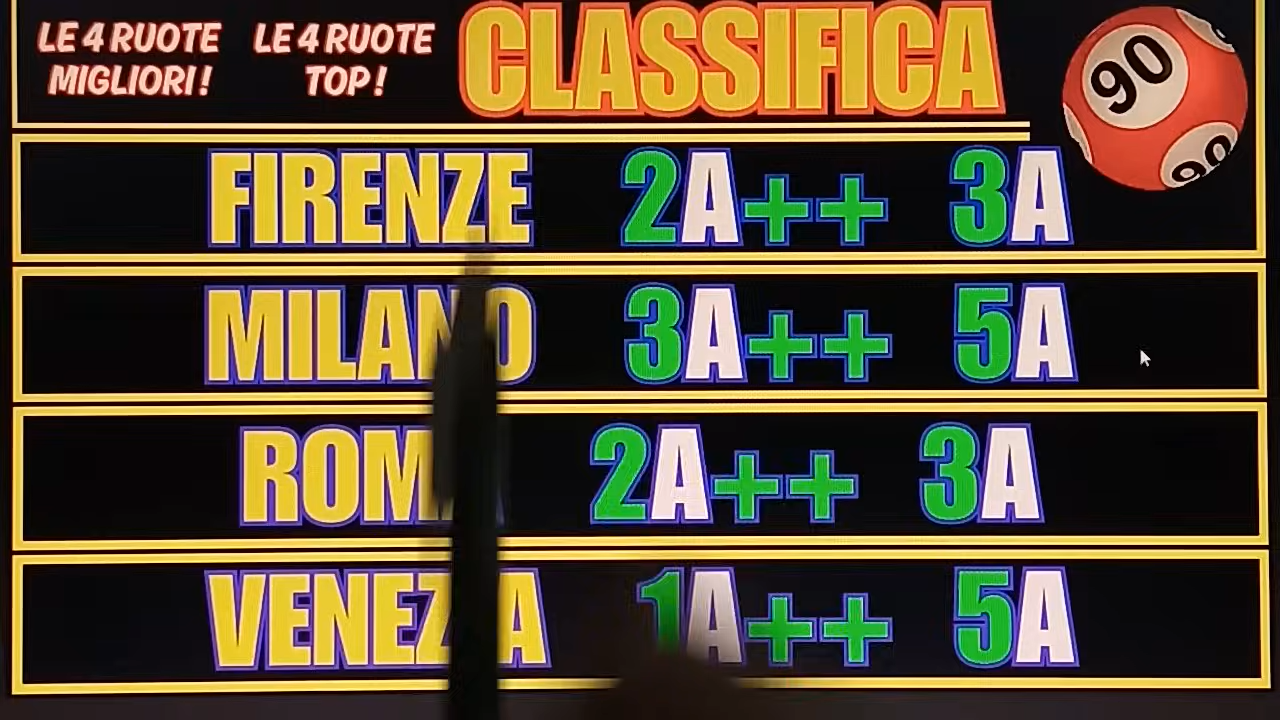 LE 4 RUOTE MIGLIORI!
LE 4 RUOTE TOP!
CLASSIFICA
90
90
FIRENZE 2A++ 3A
MILANO 3A++ 5A
ROMA 2A++ 3A
VENEZIA 1A++ 5A